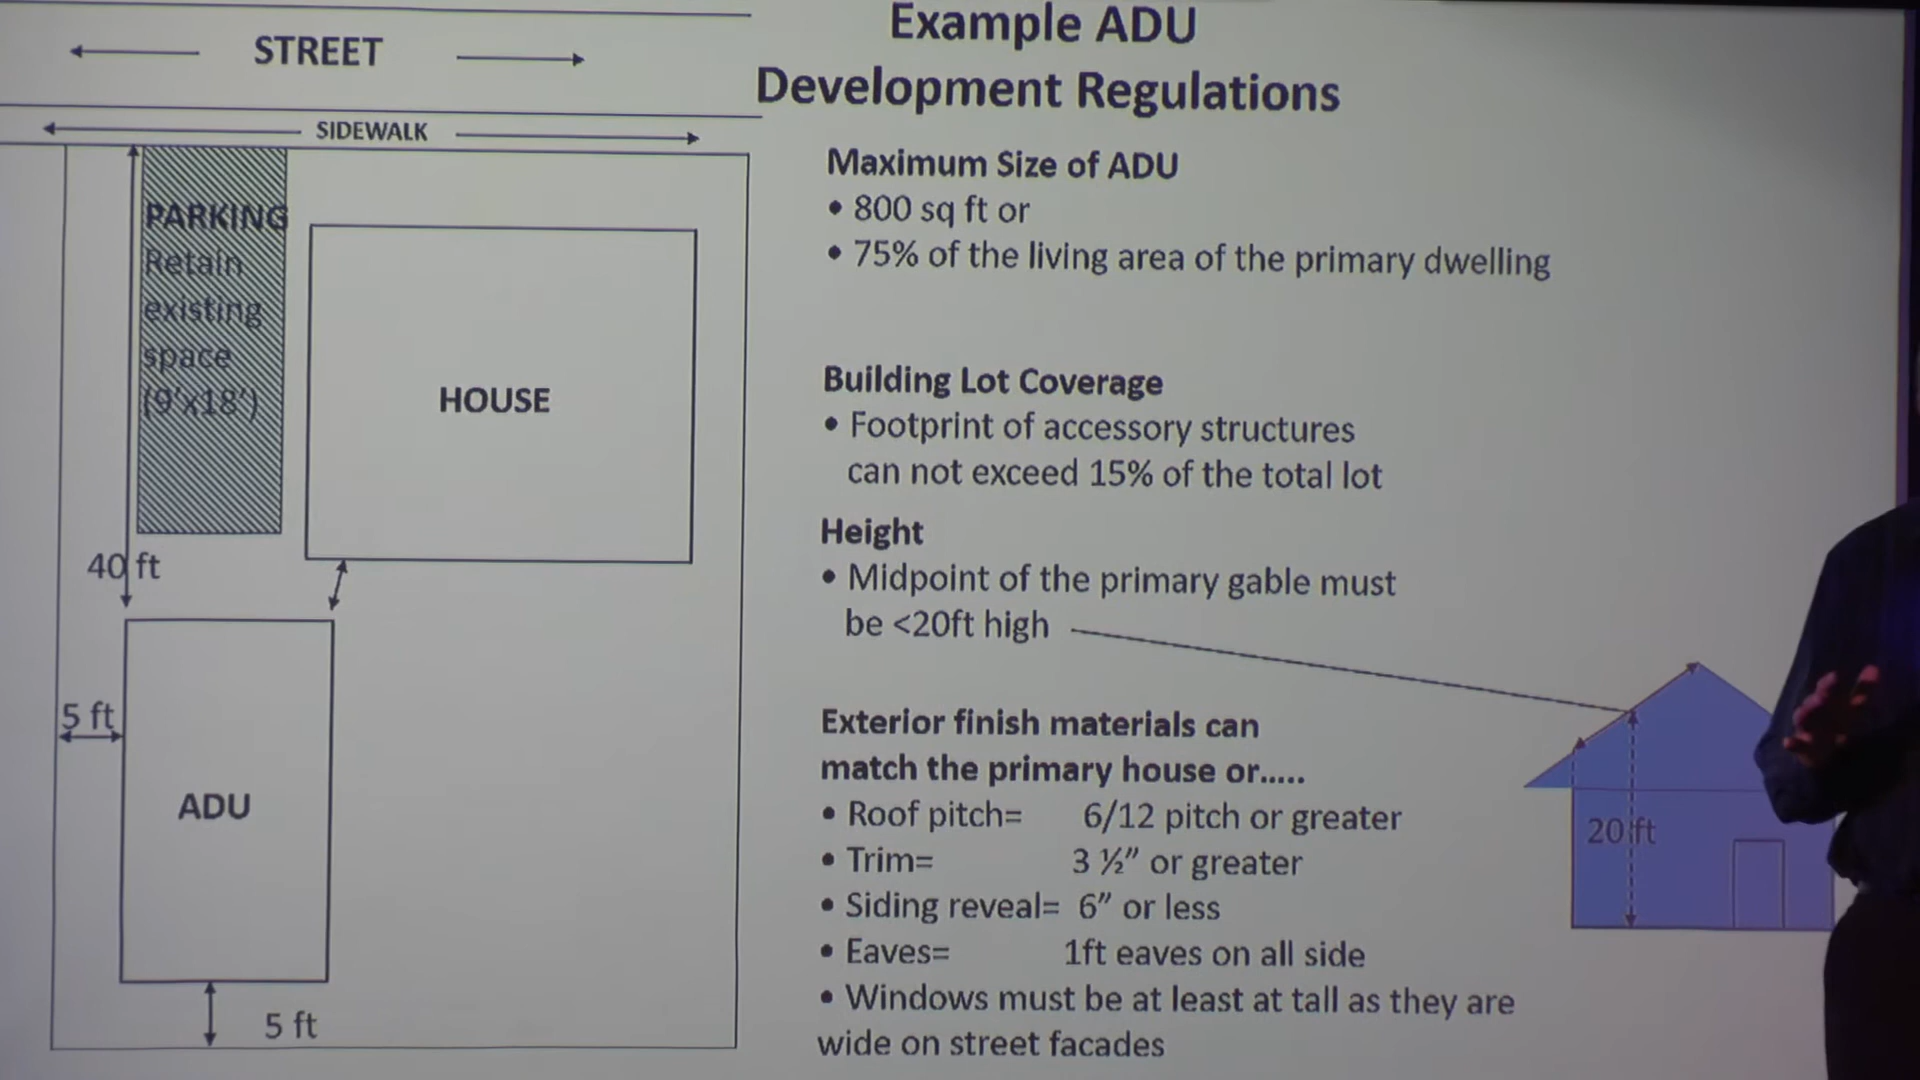 Example ADU
Development Regulations
STREET
SIDEWALK
PARKING
Retain
existing
space
(9'x18')
HOUSE
40 ft
5 ft
ADU
5 ft
Maximum Size of ADU
• 800 sq ft or
• 75% of the living area of the primary dwelling
Building Lot Coverage
• Footprint of accessory structures
can not exceed 15% of the total lot
Height
• Midpoint of the primary gable must
be <20ft high
Exterior finish materials can
match the primary house or.....
• Roof pitch= 6/12 pitch or greater
• Trim= 3 ½” or greater
• Siding reveal= 6” or less
• Eaves= 1ft eaves on all side
• Windows must be at least at tall as they are
wide on street facades
20 ft